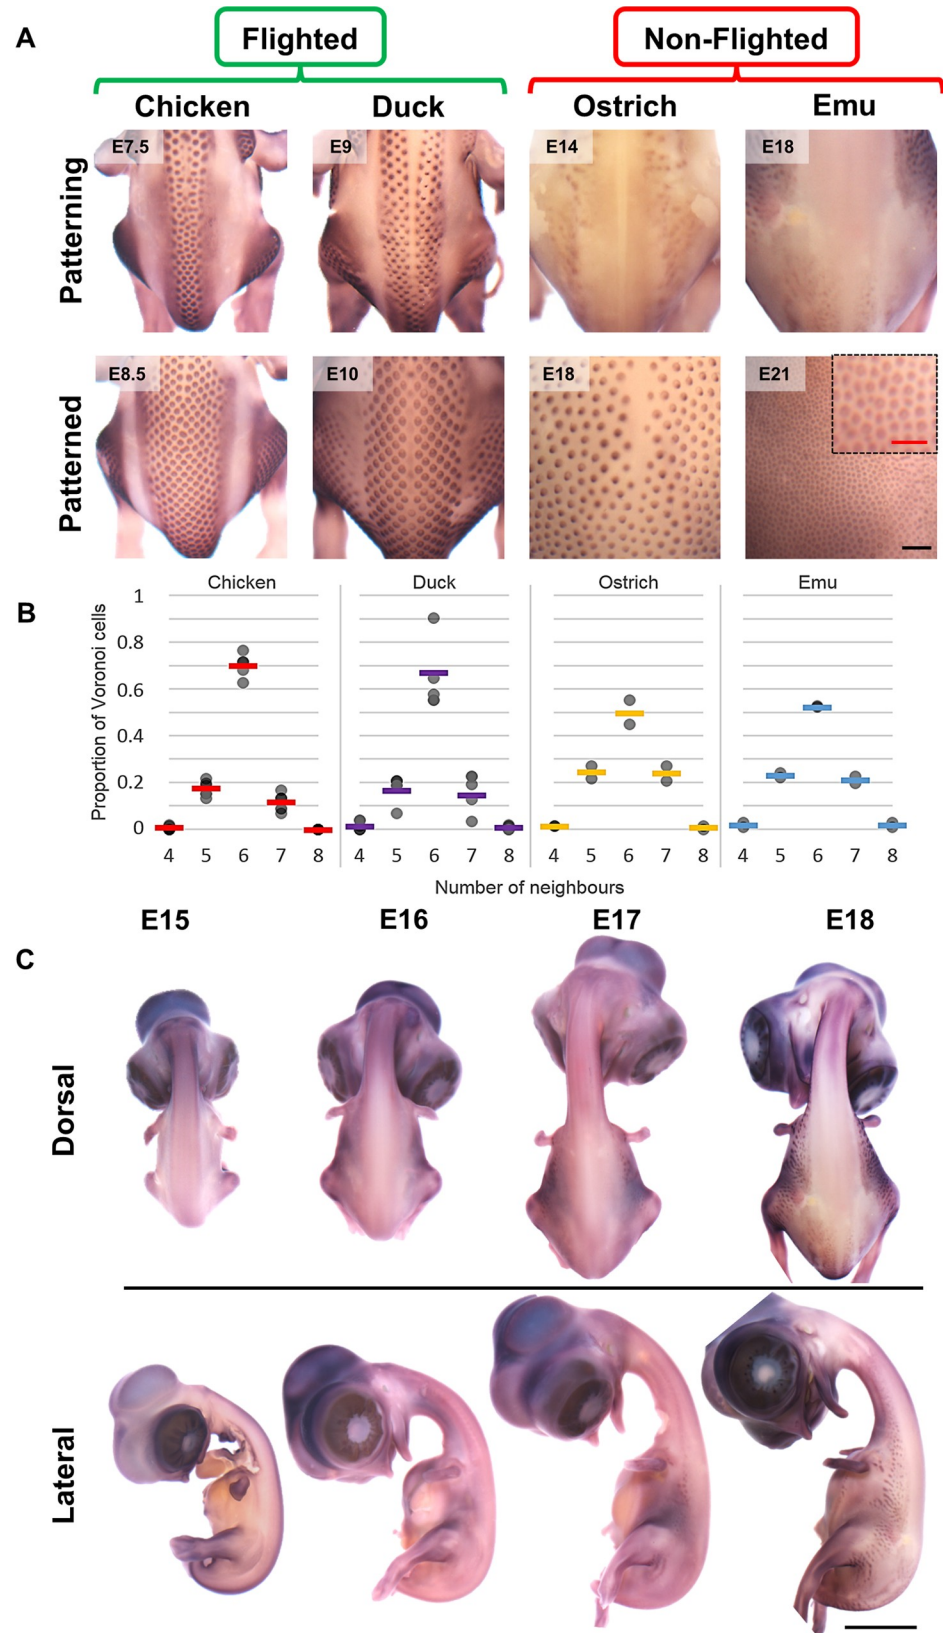 A
Flighted
Non-Flighted
Chicken
Duck
Ostrich
Emu
Patterning
E7.5
E9
E14
E18
Patterned
E8.5
E10
E18
E21
B
Chicken
Duck
Ostrich
Emu
Proportion of Voronoi cells
1
0.8
0.6
0.4
0.2
0
4 5 6 7 8 4 5 6 7 8 4 5 6 7 8 4 5 6 7 8
Number of neighbours
E15
E16
E17
E18
C
Dorsal
Lateral